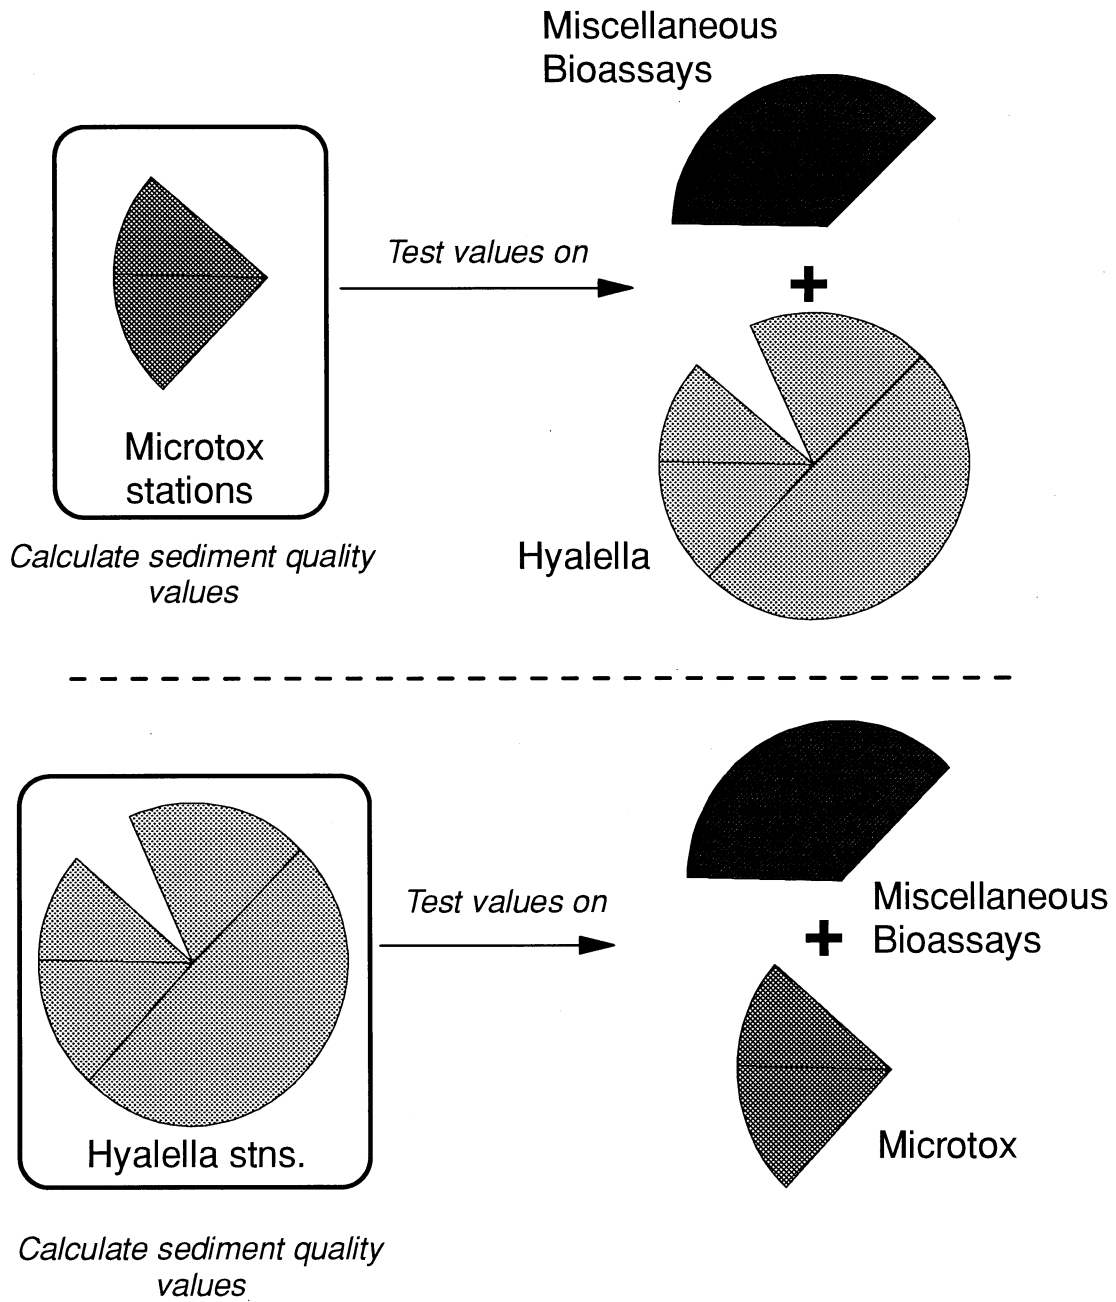 Miscellaneous
Bioassays
Test values on
+
Microtox
stations
Calculate sediment quality
values
Hyalella
Test values on
Miscellaneous
+ Bioassays
Hyalella stns.
Microtox
Calculate sediment quality
values